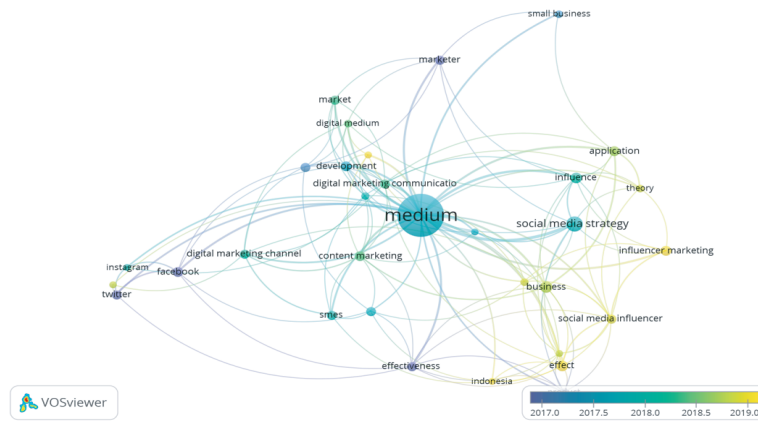 small business
marketer
market
digital medium
application
development
influence
digital marketing communicatio
theory
medium
social media strategy
influencer marketing
digital marketing channel
content marketing
instagram
facebook
business
twitter
smes
social media influencer
effectiveness
effect
indonesia
VOSviewer
2017.0 2017.5 2018.0 2018.5 2019.0